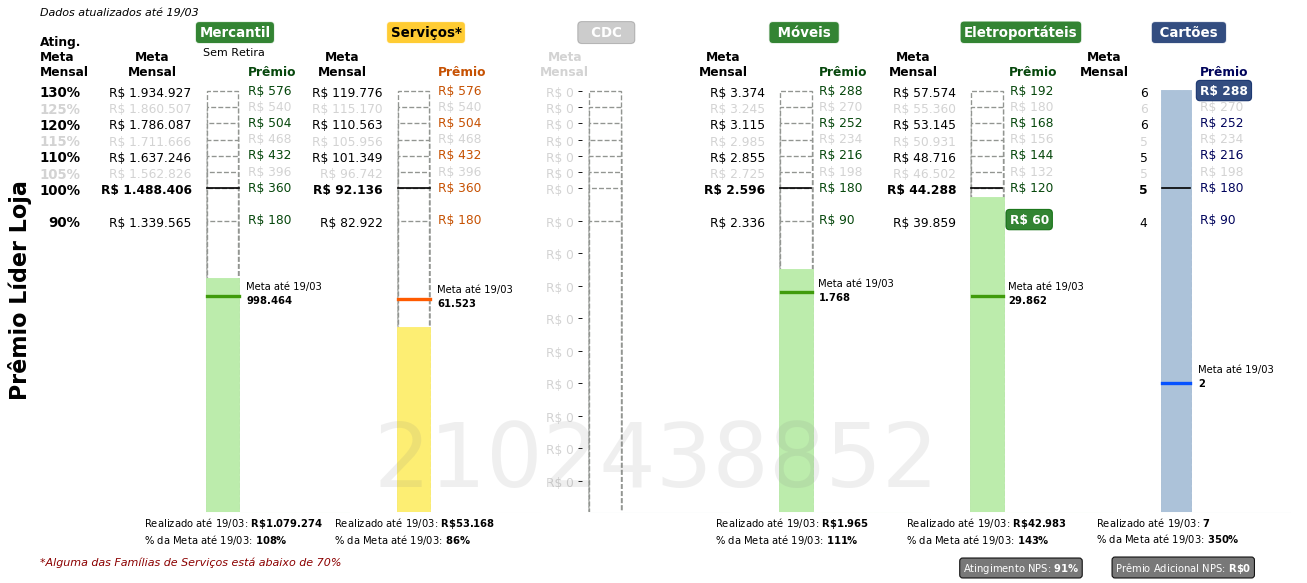 Dados atualizados até 19/03
Mercantil Serviços* CDC Móveis Eletroportáteis Cartões
Sem Retira
Ating. Meta Mensal
Meta Mensal Prêmio Meta Mensal Prêmio Meta Mensal Meta Mensal Prêmio Meta Mensal Prêmio Meta Mensal Prêmio
130% R$ 1.934.927 R$ 576 R$ 119.776 R$ 576 R$ 0 R$ 3.374 R$ 288 R$ 57.574 R$ 192 6 R$ 288
125% R$ 1.860.507 R$ 540 R$ 115.170 R$ 540 R$ 0 R$ 3.245 R$ 270 R$ 55.360 R$ 180 6 R$ 270
120% R$ 1.786.087 R$ 504 R$ 110.563 R$ 504 R$ 0 R$ 3.115 R$ 252 R$ 53.145 R$ 168 6 R$ 252
115% R$ 1.711.666 R$ 468 R$ 105.956 R$ 468 R$ 0 R$ 2.985 R$ 234 R$ 50.931 R$ 156 5 R$ 234
110% R$ 1.637.246 R$ 432 R$ 101.349 R$ 432 R$ 0 R$ 2.855 R$ 216 R$ 48.716 R$ 144 5 R$ 216
105% R$ 1.562.826 R$ 396 R$ 96.742 R$ 396 R$ 0 R$ 2.725 R$ 198 R$ 46.502 R$ 132 5 R$ 198
100% R$ 1.488.406 R$ 360 R$ 92.136 R$ 360 R$ 0 R$ 2.596 R$ 180 R$ 44.288 R$ 120 5 R$ 180
90% R$ 1.339.565 R$ 180 R$ 82.922 R$ 180 R$ 0 R$ 2.336 R$ 90 R$ 39.859 R$ 60 4 R$ 90
R$ 0
R$ 0
R$ 0
R$ 0
R$ 0
R$ 0
R$ 0
R$ 0
Meta até 19/03
998.464
Meta até 19/03
61.523
Meta até 19/03
1.768
Meta até 19/03
29.862
Meta até 19/03
2
Prêmio Líder Loja
2102438852
Realizado até 19/03: R$1.079.274
% da Meta até 19/03: 108%
Realizado até 19/03: R$53.168
% da Meta até 19/03: 86%
Realizado até 19/03: R$1.965
% da Meta até 19/03: 111%
Realizado até 19/03: R$42.983
% da Meta até 19/03: 143%
Realizado até 19/03: 7
% da Meta até 19/03: 350%
*Alguma das Famílias de Serviços está abaixo de 70%
Atingimento NPS: 91%
Prêmio Adicional NPS: R$0